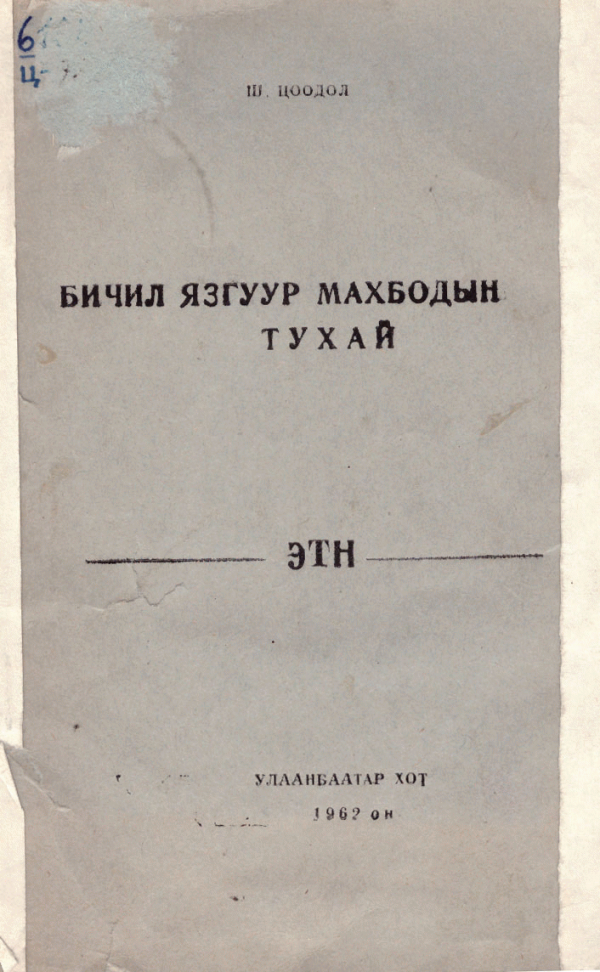 6
Ц
Ш. ЦООДОЛ
БИЧИЛ ЯЗГУУР МАХБОДЫН
ТУХАЙ
ЭТН
УЛААНБААТАР ХОТ
1962 он